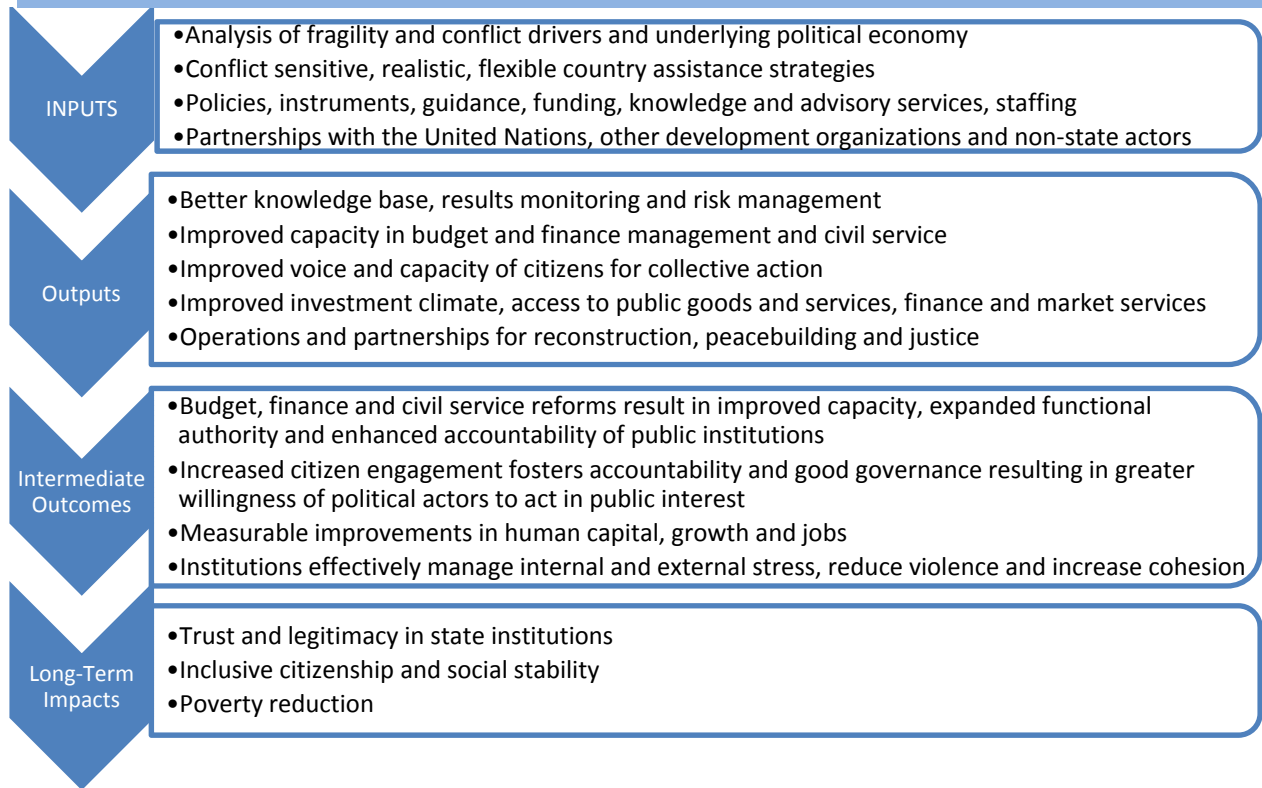 INPUTS
•Analysis of fragility and conflict drivers and underlying political economy
•Conflict sensitive, realistic, flexible country assistance strategies
•Policies, instruments, guidance, funding, knowledge and advisory services, staffing
•Partnerships with the United Nations, other development organizations and non-state actors
Outputs
•Better knowledge base, results monitoring and risk management
•Improved capacity in budget and finance management and civil service
•Improved voice and capacity of citizens for collective action
•Improved investment climate, access to public goods and services, finance and market services
•Operations and partnerships for reconstruction, peacebuilding and justice
Intermediate
Outcomes
•Budget, finance and civil service reforms result in improved capacity, expanded functional
authority and enhanced accountability of public institutions
•Increased citizen engagement fosters accountability and good governance resulting in greater
willingness of political actors to act in public interest
•Measurable improvements in human capital, growth and jobs
•Institutions effectively manage internal and external stress, reduce violence and increase cohesion
Long-Term
Impacts
•Trust and legitimacy in state institutions
•Inclusive citizenship and social stability
•Poverty reduction